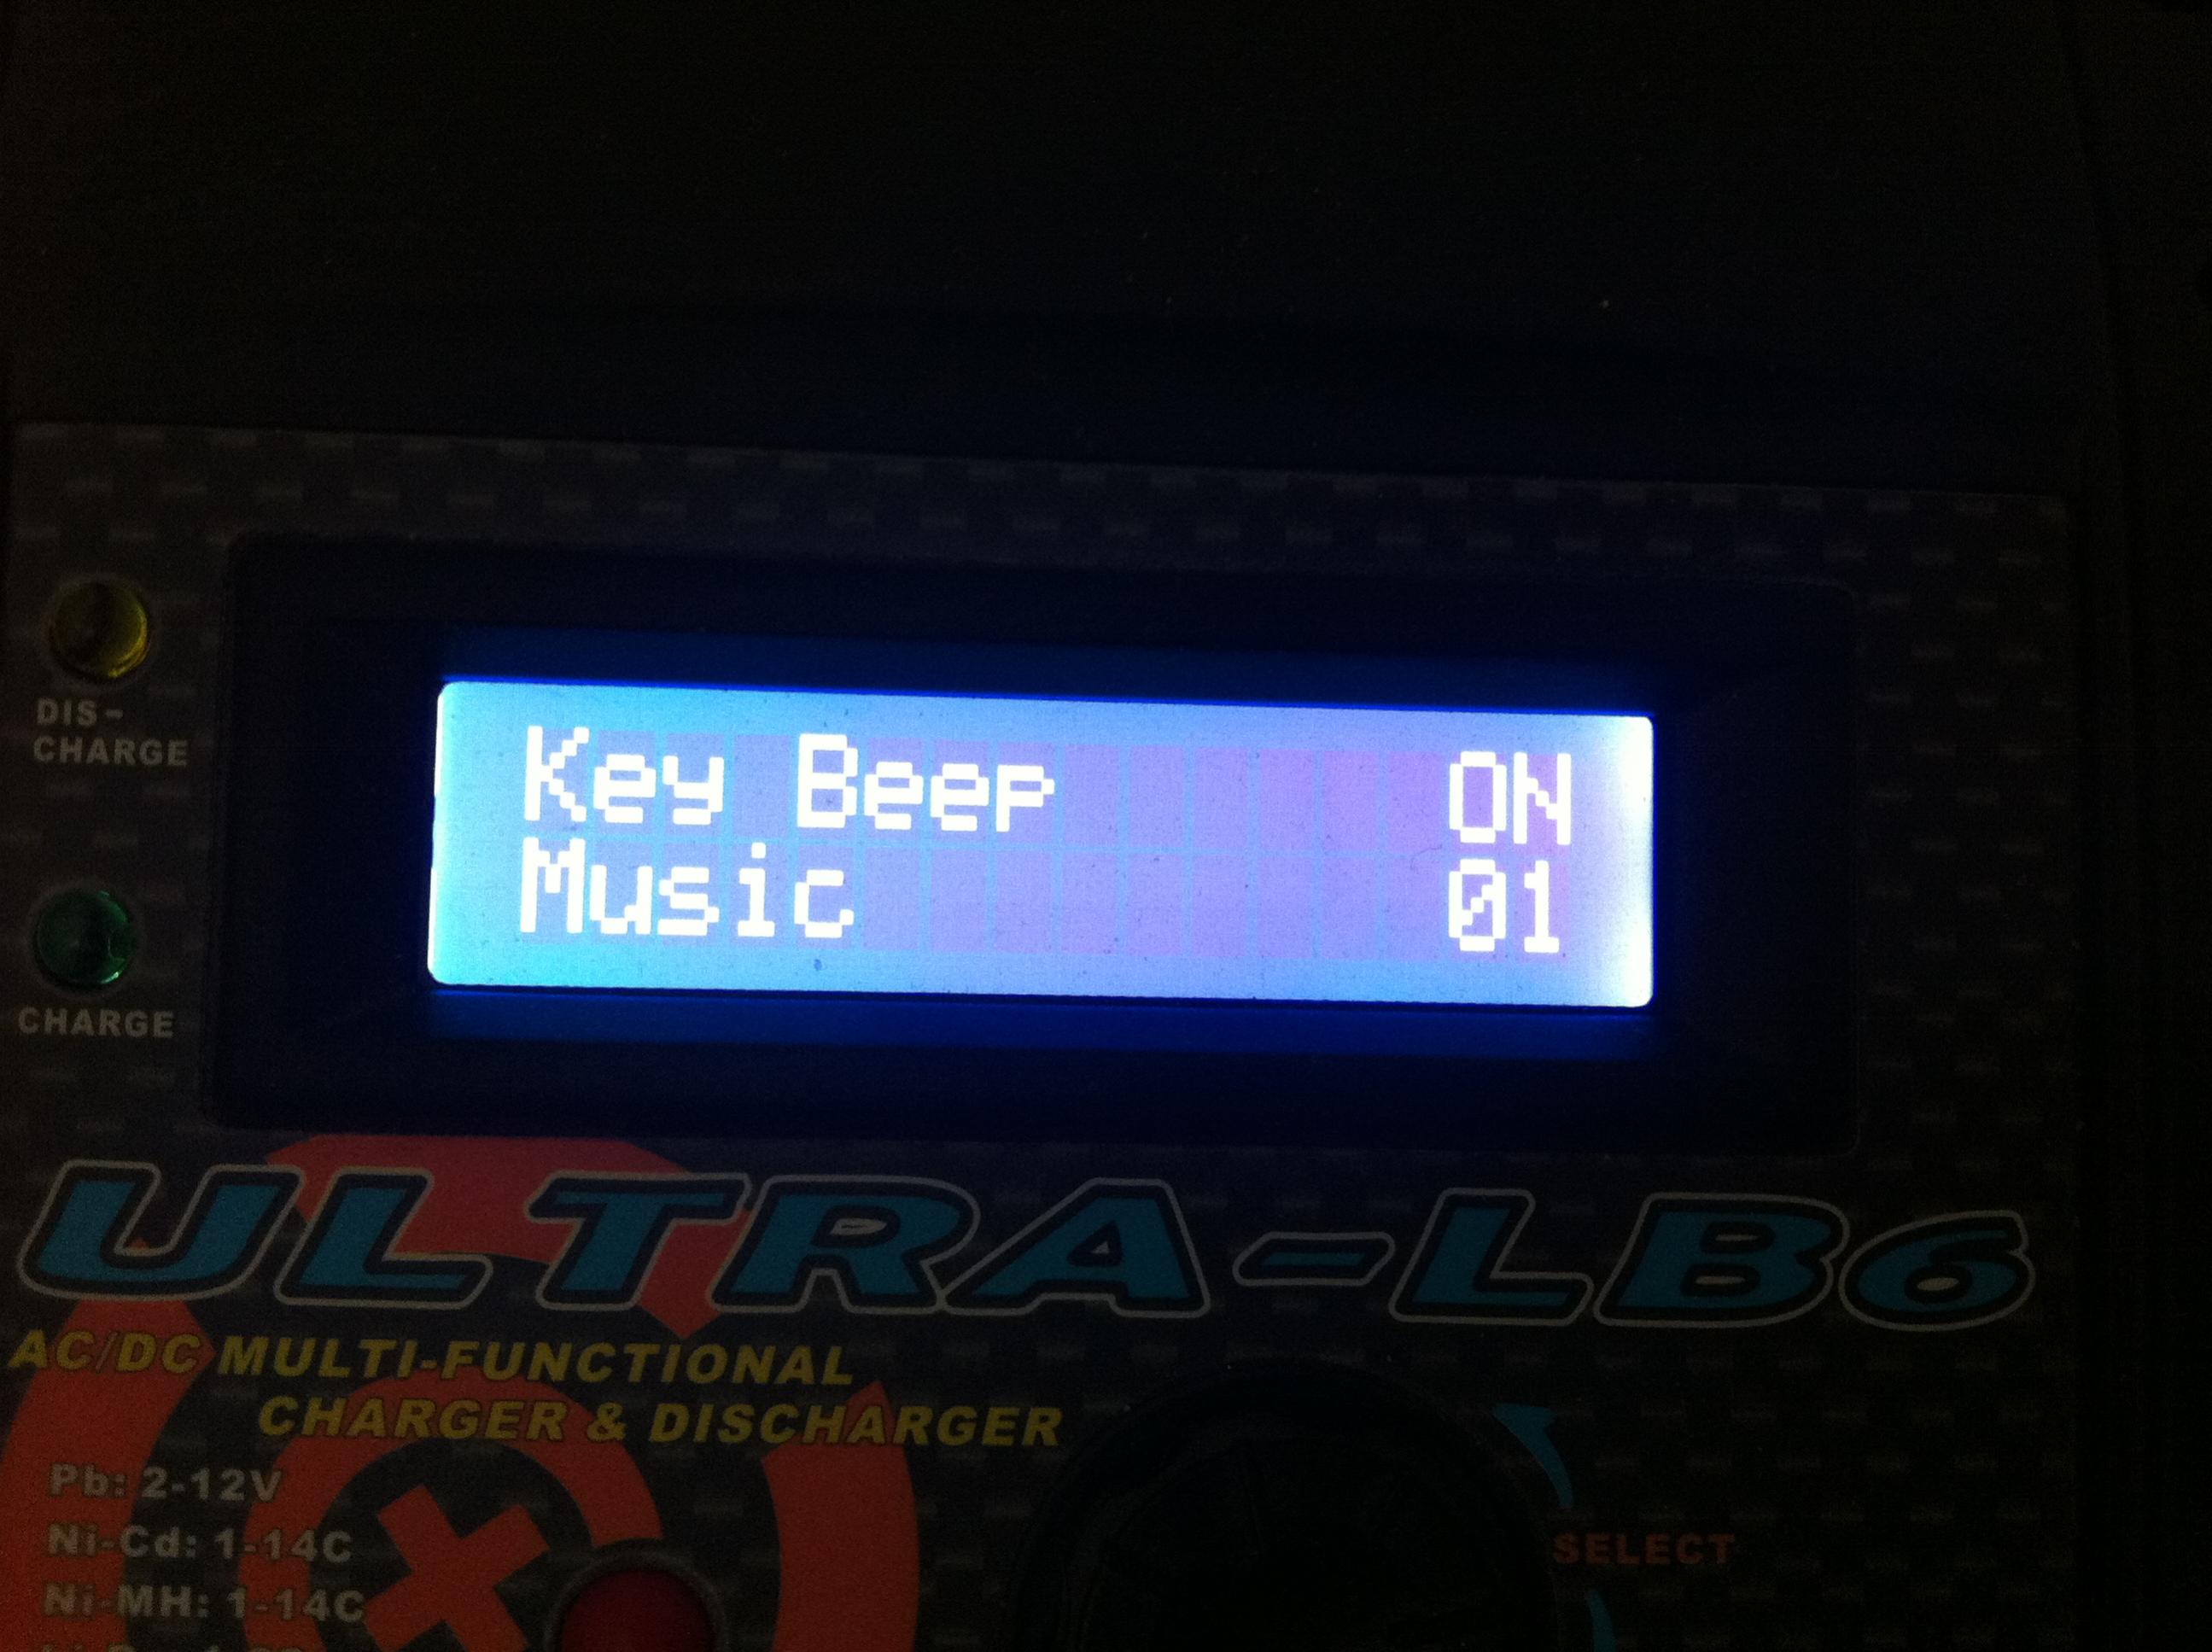 Key Beep ON
Music 01
DIS-
CHARGE
CHARGE
ULTRA-LB6
AC/DC MULTI-FUNCTIONAL
CHARGER & DISCHARGER
Pb: 2-12V
Ni-Cd: 1-14C
SELECT
Ni-MH: 1-14C